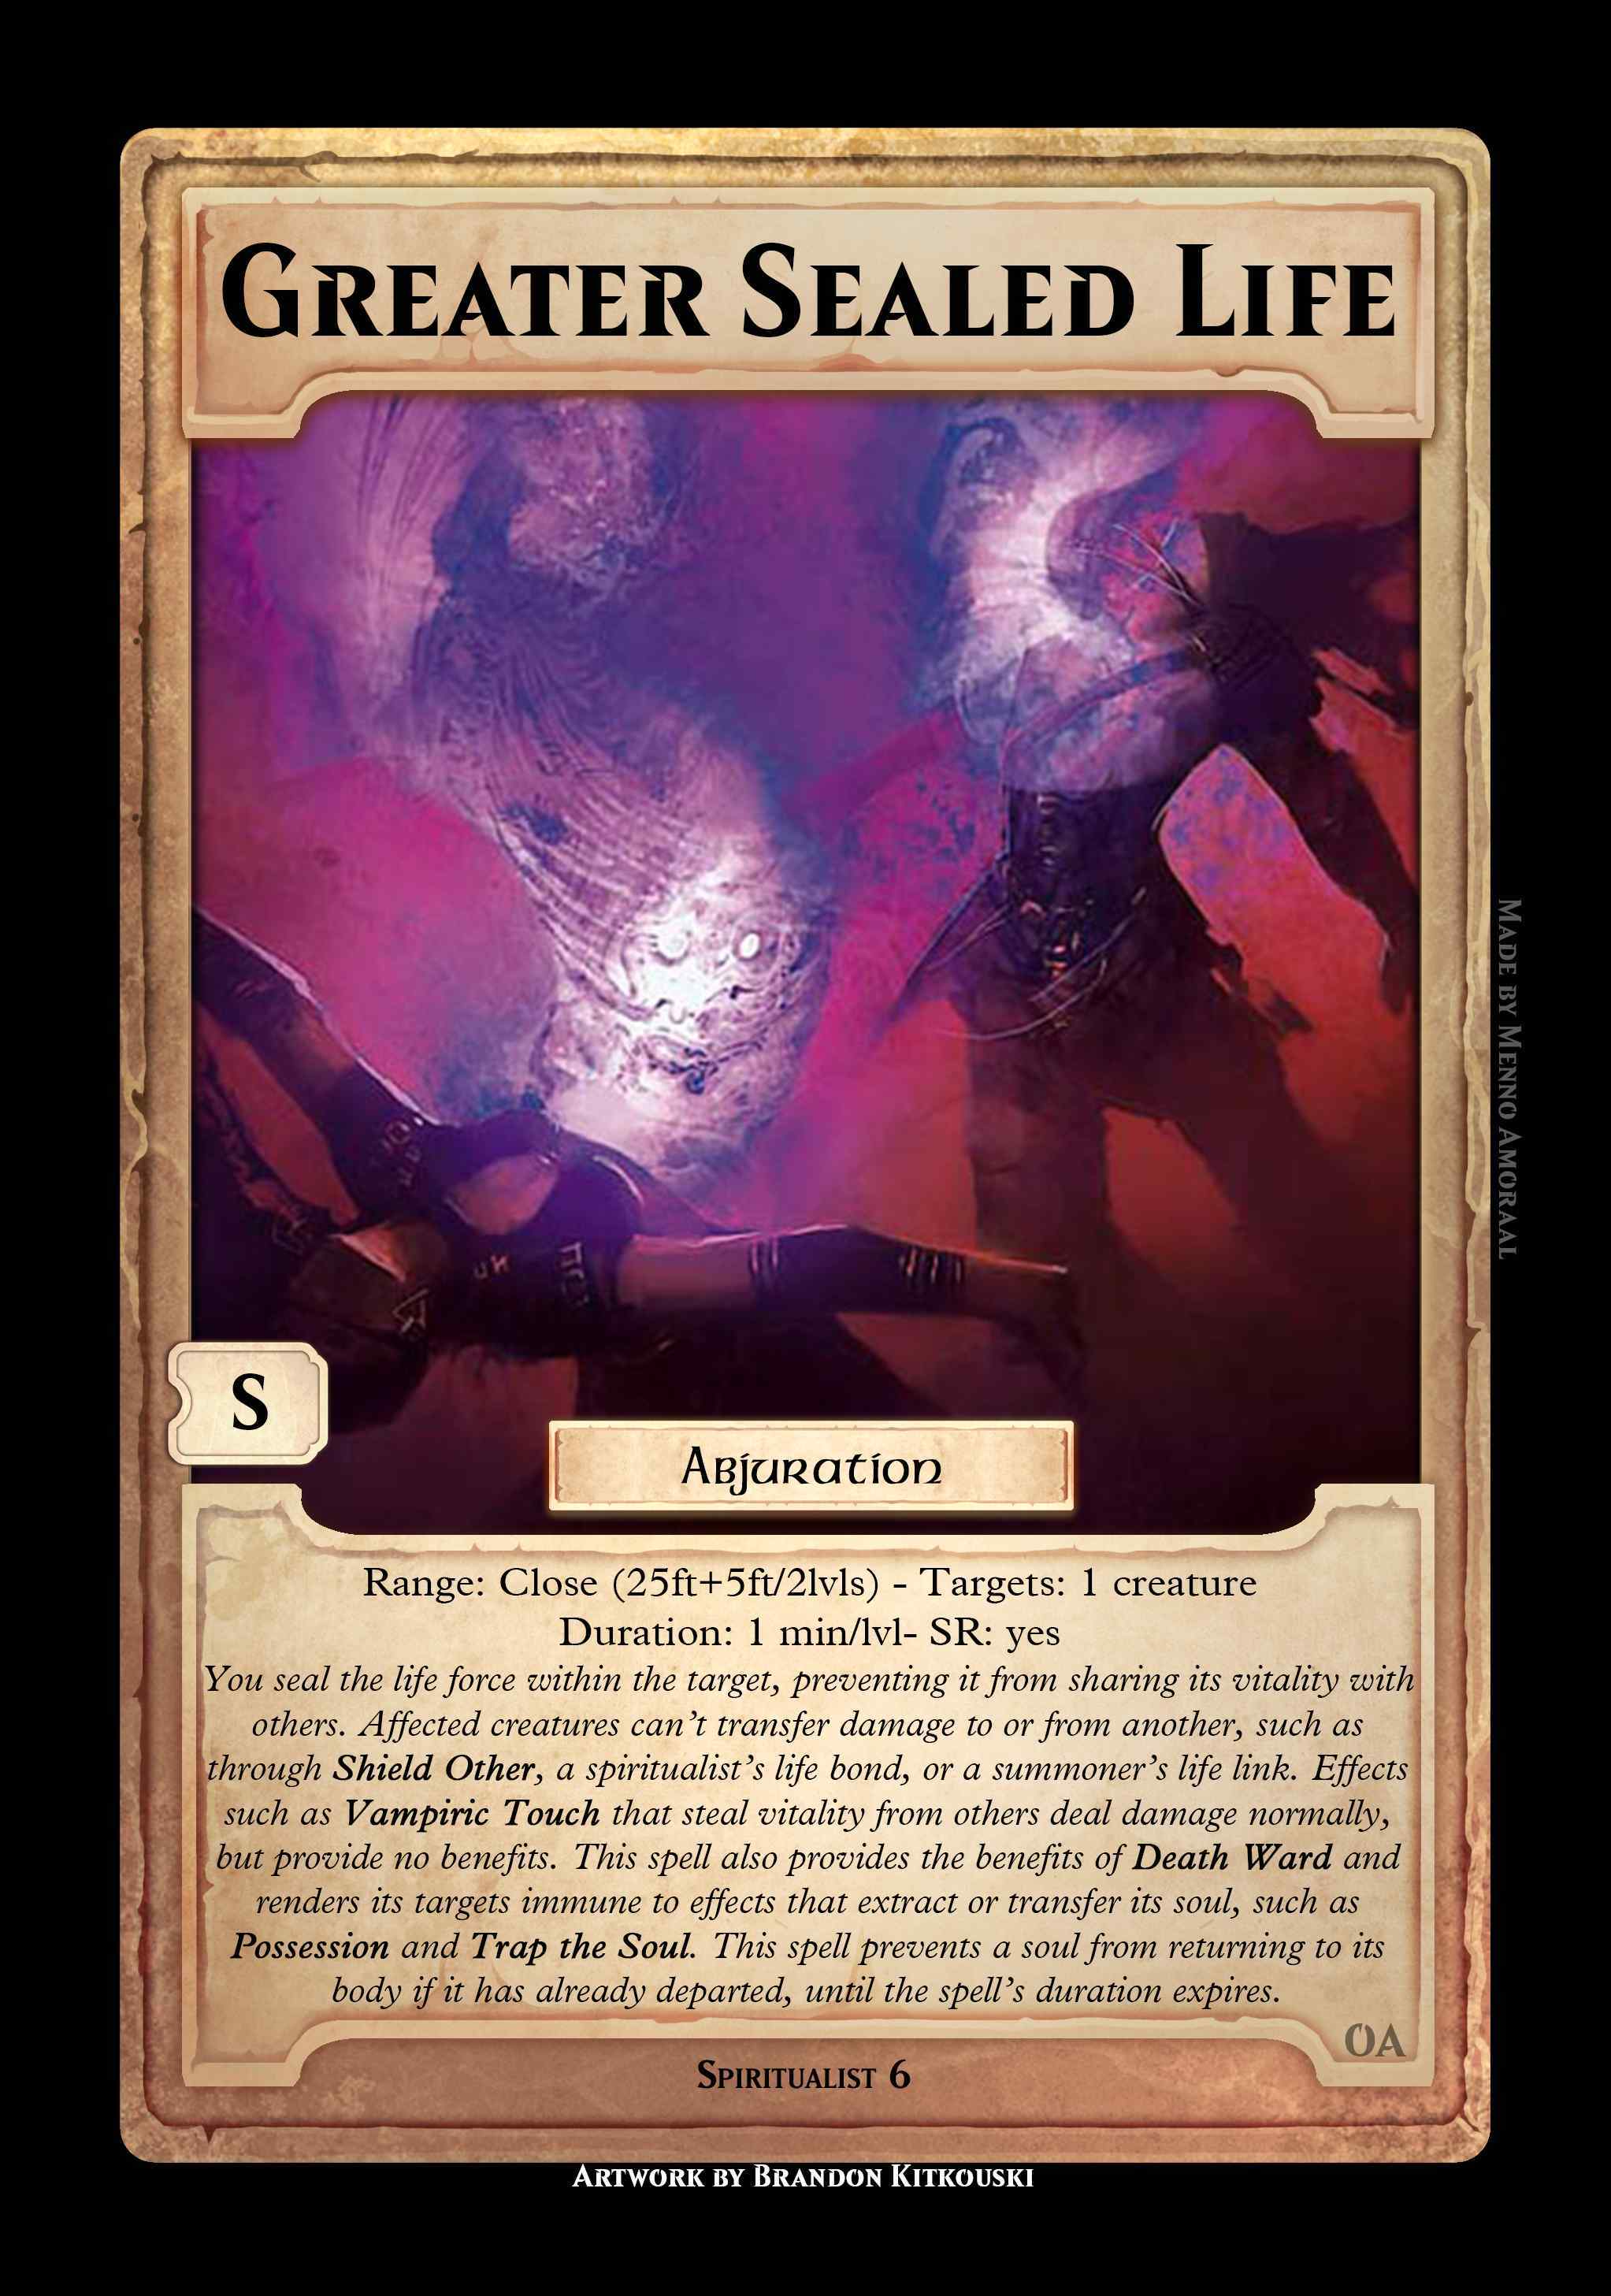 Greater Sealed Life
Made by Menno Amoraal
S
Abjuration
Range: Close (25ft+5ft/2lvls) - Targets: 1 creature
Duration: 1 min/lvl- SR: yes
You seal the life force within the target, preventing it from sharing its vitality with
others. Affected creatures can't transfer damage to or from another, such as
through Shield Other, a spiritualist's life bond, or a summoner's life link. Effects
such as Vampiric Touch that steal vitality from others deal damage normally,
but provide no benefits. This spell also provides the benefits of Death Ward and
renders its targets immune to effects that extract or transfer its soul, such as
Possession and Trap the Soul. This spell prevents a soul from returning to its
body if it has already departed, until the spell's duration expires.
OA
Spiritualist 6
Artwork by Brandon Kitkouski